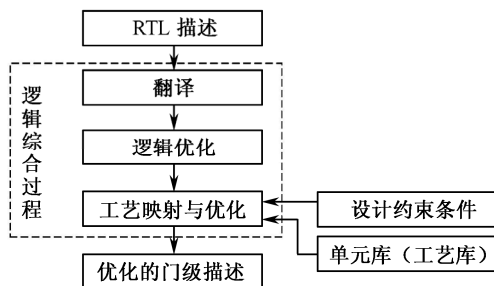 RTL 描述
翻译
逻辑优化
工艺映射与优化
优化的门级描述
逻辑综合过程
设计约束条件
单元库（工艺库）